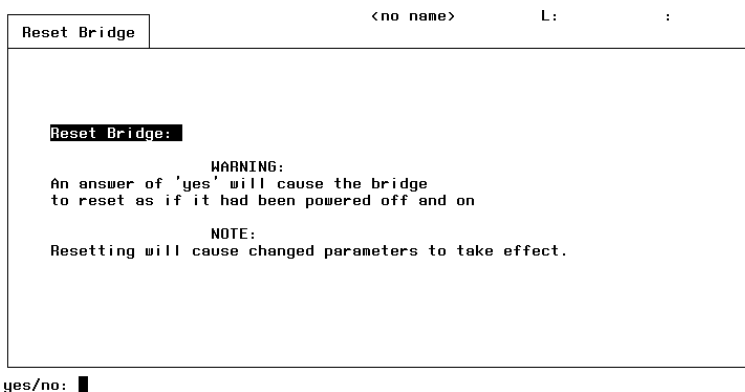 <no name> L: :
Reset Bridge
Reset Bridge:
WARNING:
An answer of 'yes' will cause the bridge
to reset as if it had been powered off and on
NOTE:
Resetting will cause changed parameters to take effect.
yes/no: